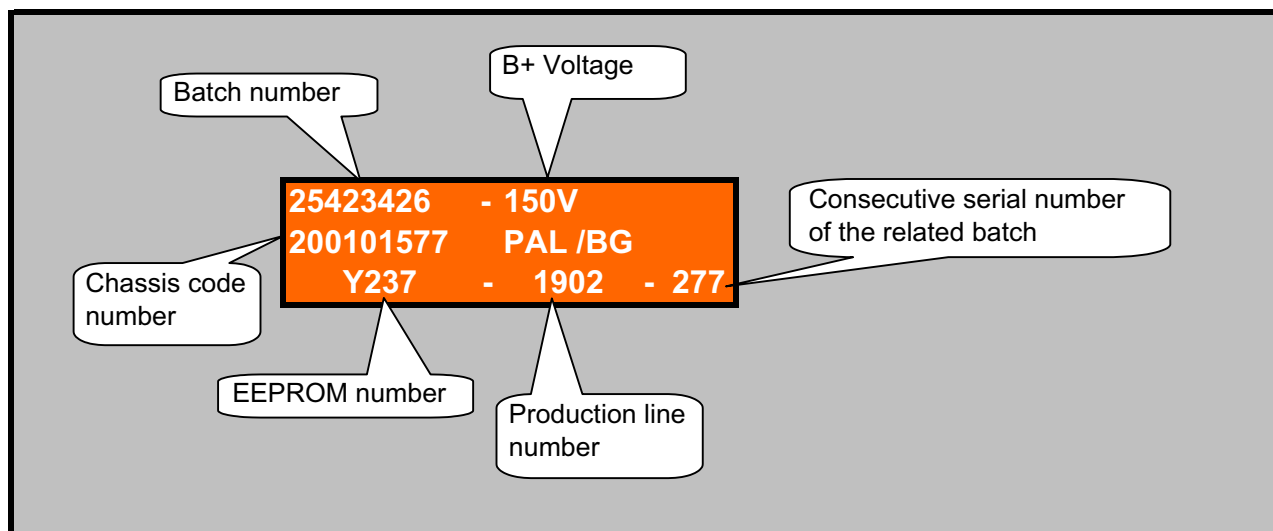 B+ Voltage
Batch number
25423426 - 150V
200101577 PAL /BG
Y237 - 1902 - 277
Consecutive serial number
of the related batch
Chassis code
number
EEPROM number
Production line
number